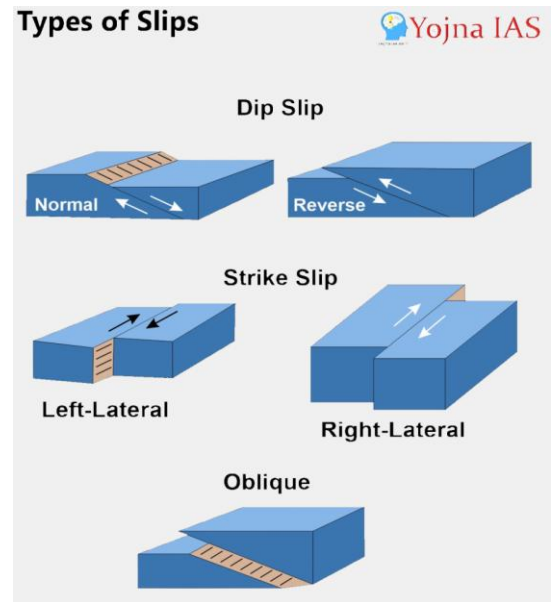 Types of Slips
Yojna IAS
Dip Slip
Normal
Reverse
Strike Slip
Left-Lateral
Right-Lateral
Oblique